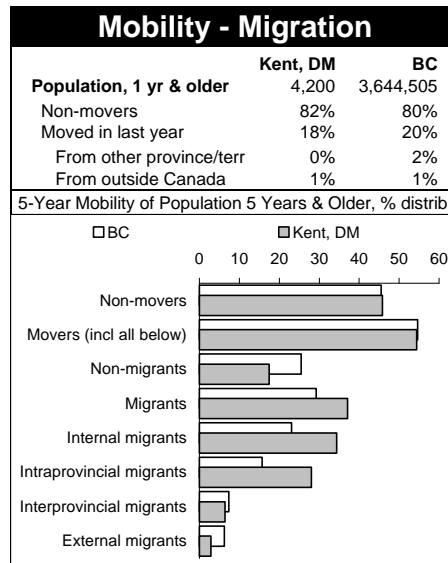 Mobility - Migration
Kent, DM BC
Population, 1 yr & older 4,200 3,644,505
Non-movers 82% 80%
Moved in last year 18% 20%
From other province/terr 0% 2%
From outside Canada 1% 1%
5-Year Mobility of Population 5 Years & Older, % distrib
BC Kent, DM
0 10 20 30 40 50 60
Non-movers
Movers (incl all below)
Non-migrants
Migrants
Internal migrants
Intraprovincial migrants
Interprovincial migrants
External migrants